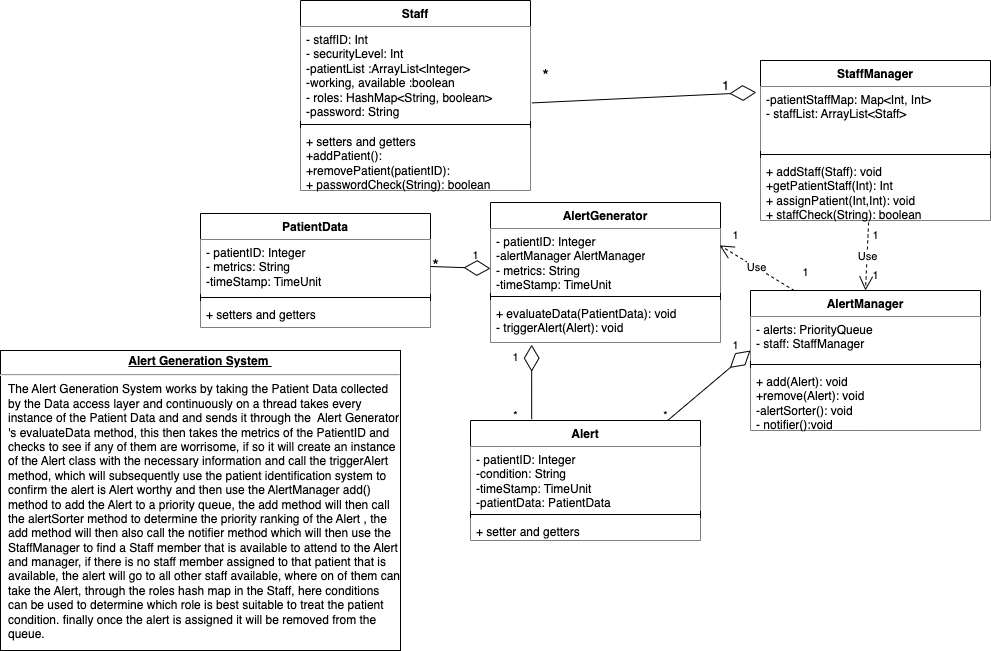 Staff
- staffID: Int
- securityLevel: Int
-patientList :ArrayList<Integer>
-working, available :boolean
- roles: HashMap<String, boolean>
-password: String
+ setters and getters
+addPatient():
+removePatient(patientID):
+ passwordCheck(String): boolean
*
1
StaffManager
-patientStaffMap: Map<Int, Int>
- staffList: ArrayList<Staff>
+ addStaff(Staff): void
+getPatientStaff(Int): Int
+ assignPatient(Int,Int): void
+ staffCheck(String): boolean
PatientData
- patientID: Integer
- metrics: String
-timeStamp: TimeUnit
+ setters and getters
*
1
AlertGenerator
- patientID: Integer
-alertManager AlertManager
- metrics: String
-timeStamp: TimeUnit
+ evaluateData(PatientData): void
- triggerAlert(Alert): void
1
Use
1
1
Use
1
AlertManager
- alerts: PriorityQueue
- staff: StaffManager
+ add(Alert): void
+remove(Alert): void
-alertSorter(): void
- notifier():void
1
*
1
*
Alert
- patientID: Integer
-condition: String
-timeStamp: TimeUnit
-patientData: PatientData
+ setter and getters
Alert Generation System
The Alert Generation System works by taking the Patient Data collected
by the Data access layer and continuously on a thread takes every
instance of the Patient Data and and sends it through the Alert Generator
's evaluateData method, this then takes the metrics of the PatientID and
checks to see if any of them are worrisome, if so it will create an instance
of the Alert class with the necessary information and call the triggerAlert
method, which will subsequently use the patient identification system to
confirm the alert is Alert worthy and then use the AlertManager add()
method to add the Alert to a priority queue, the add method will then call
the alertSorter method to determine the priority ranking of the Alert , the
add method will then also call the notifier method which will then use the
StaffManager to find a Staff member that is available to attend to the Alert
and manager, if there is no staff member assigned to that patient that is
available, the alert will go to all other staff available, where on of them can
take the Alert, through the roles hash map in the Staff, here conditions
can be used to determine which role is best suitable to treat the patient
condition. finally once the alert is assigned it will be removed from the
queue.